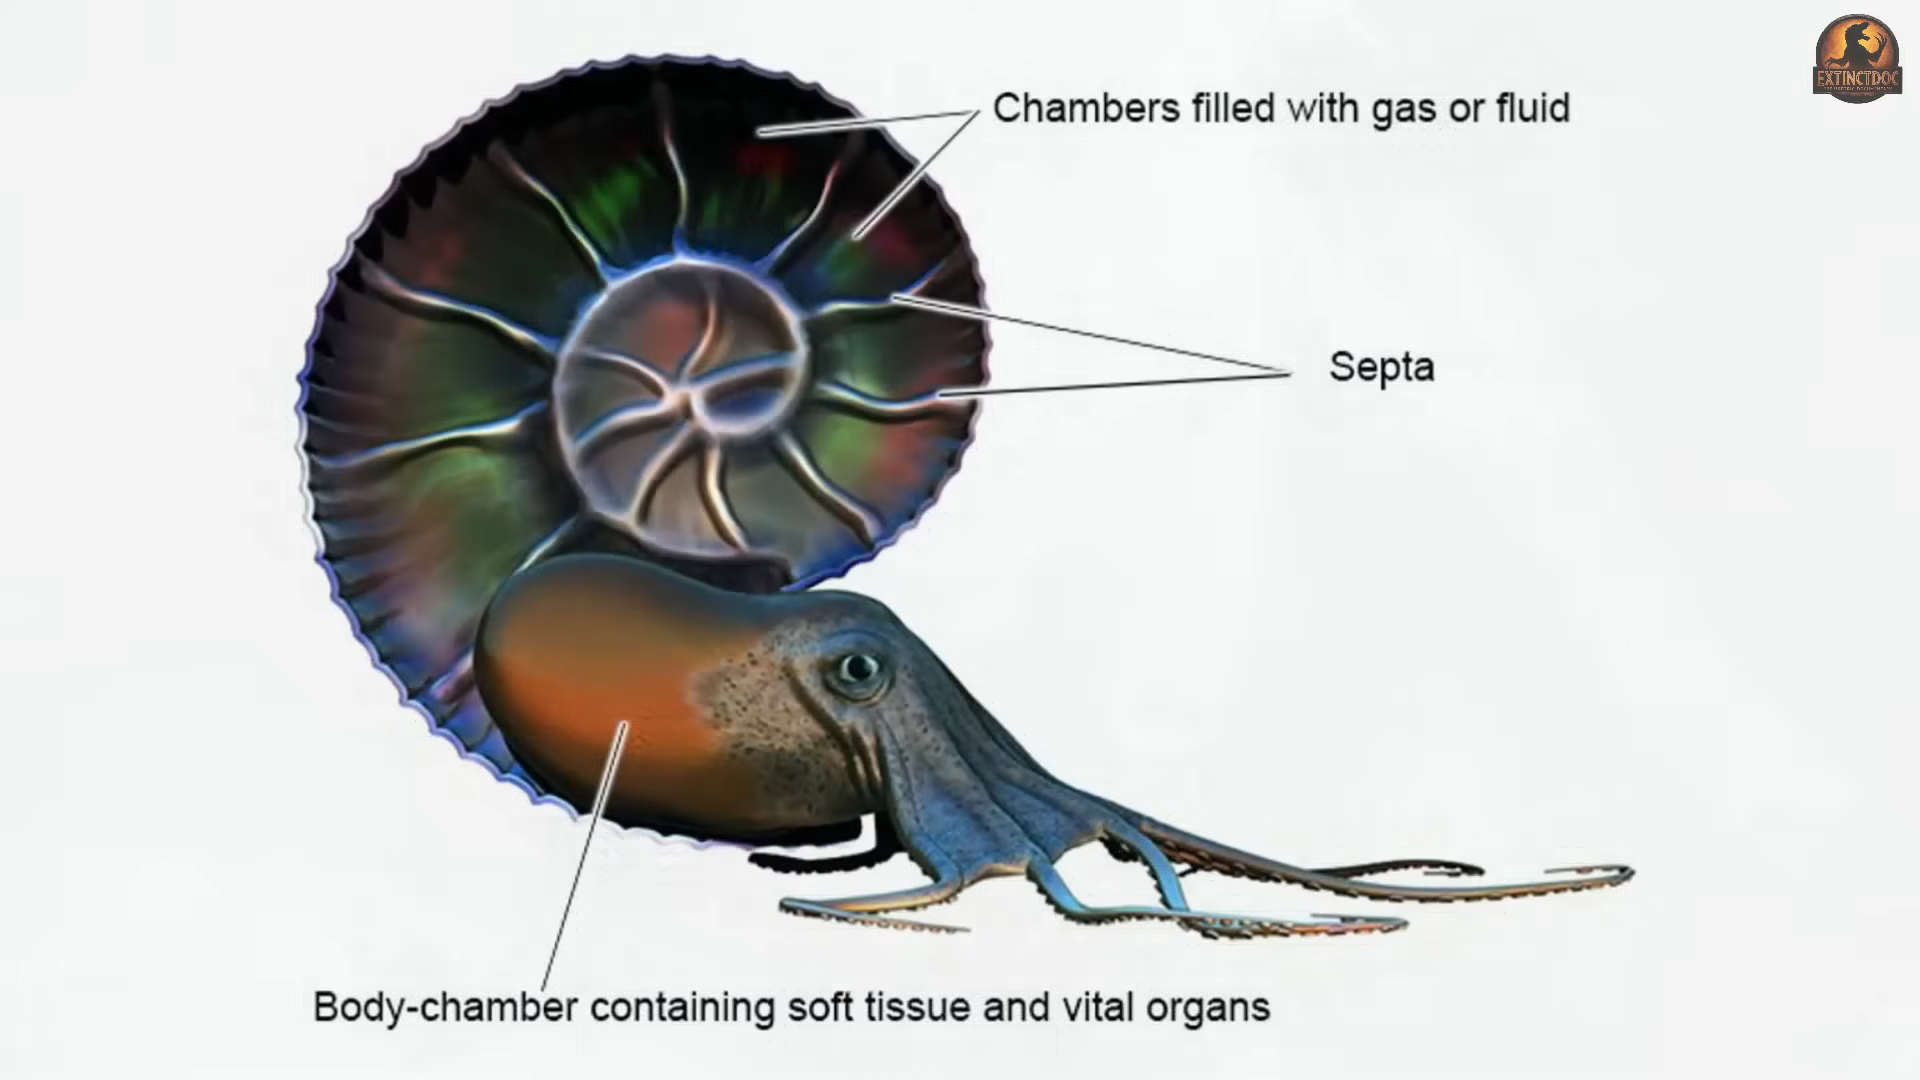 Chambers filled with gas or fluid
EXTINCTDOC
Septa
Body-chamber containing soft tissue and vital organs